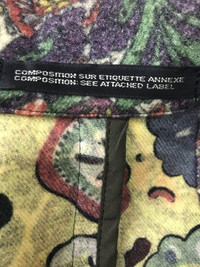 COMPOSITION SUR ETIQUETTE ANNEXE
COMPOSITION: SEE ATTACHED LABEL